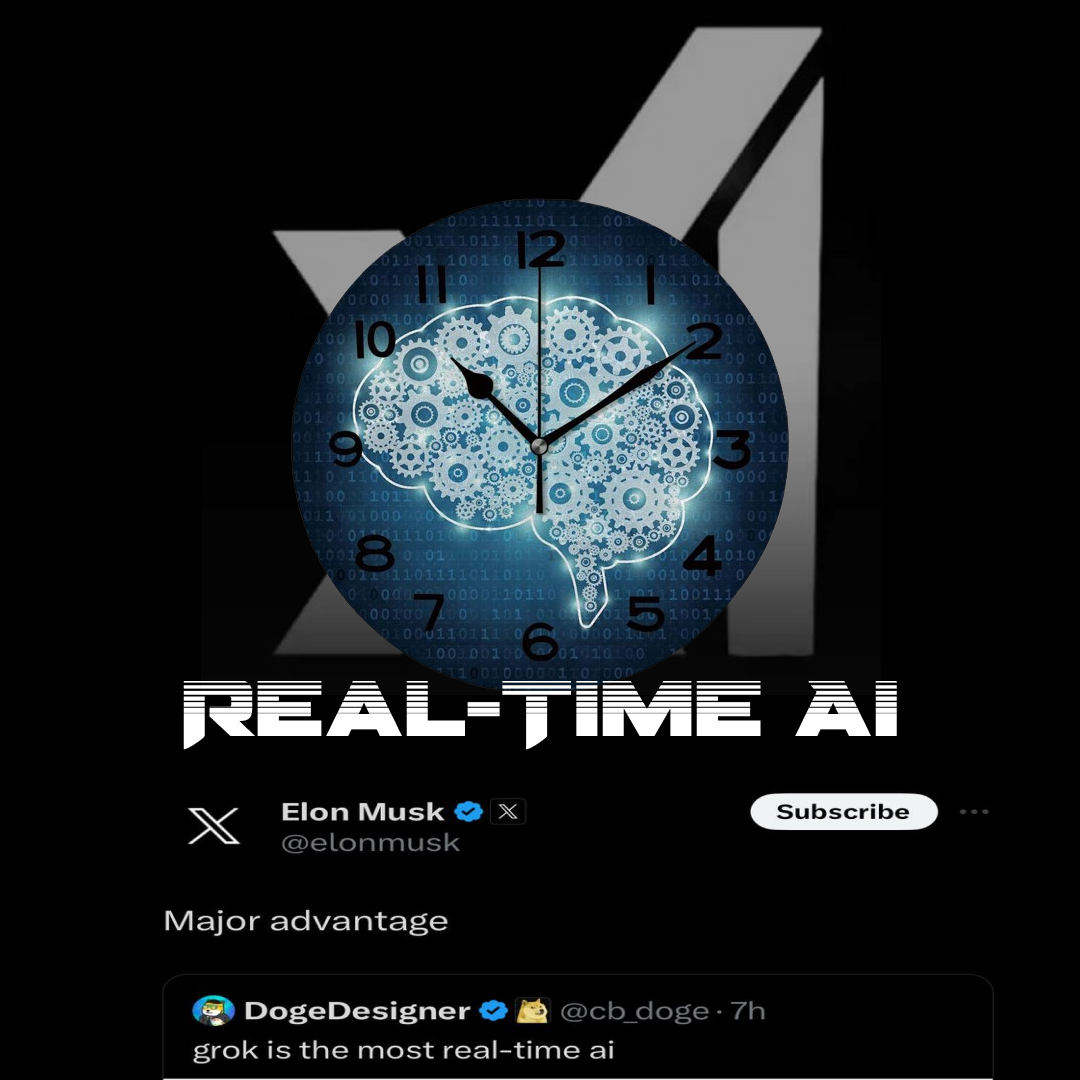 12
11
1
10
2
9
3
8
4
7
5
6
REAL-TIME AI
Elon Musk
Subscribe
@elonmusk
Major advantage
DogeDesigner @cb_doge · 7h
grok is the most real-time ai